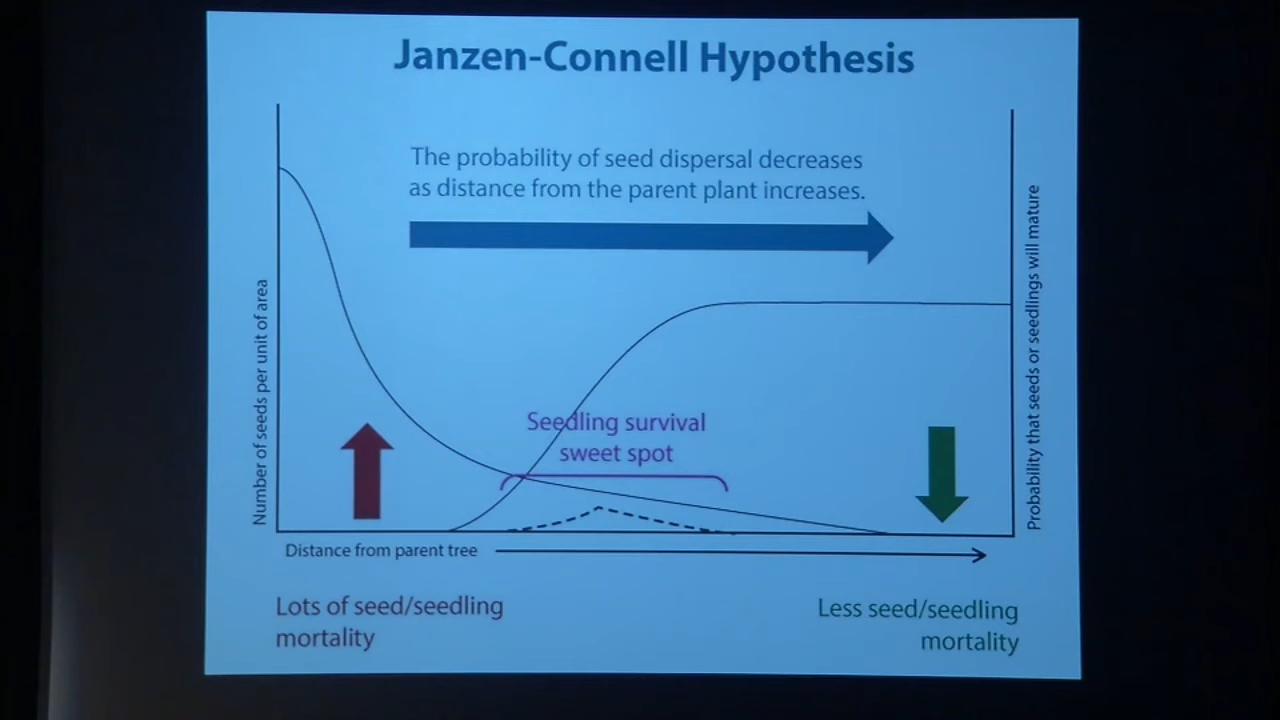 Janzen-Connell Hypothesis
The probability of seed dispersal decreases
as distance from the parent plant increases.
Number of seeds per unit of area
Probability that seeds or seedlings will mature
Seedling survival
sweet spot
Distance from parent tree
Lots of seed/seedling
mortality
Less seed/seedling
mortality